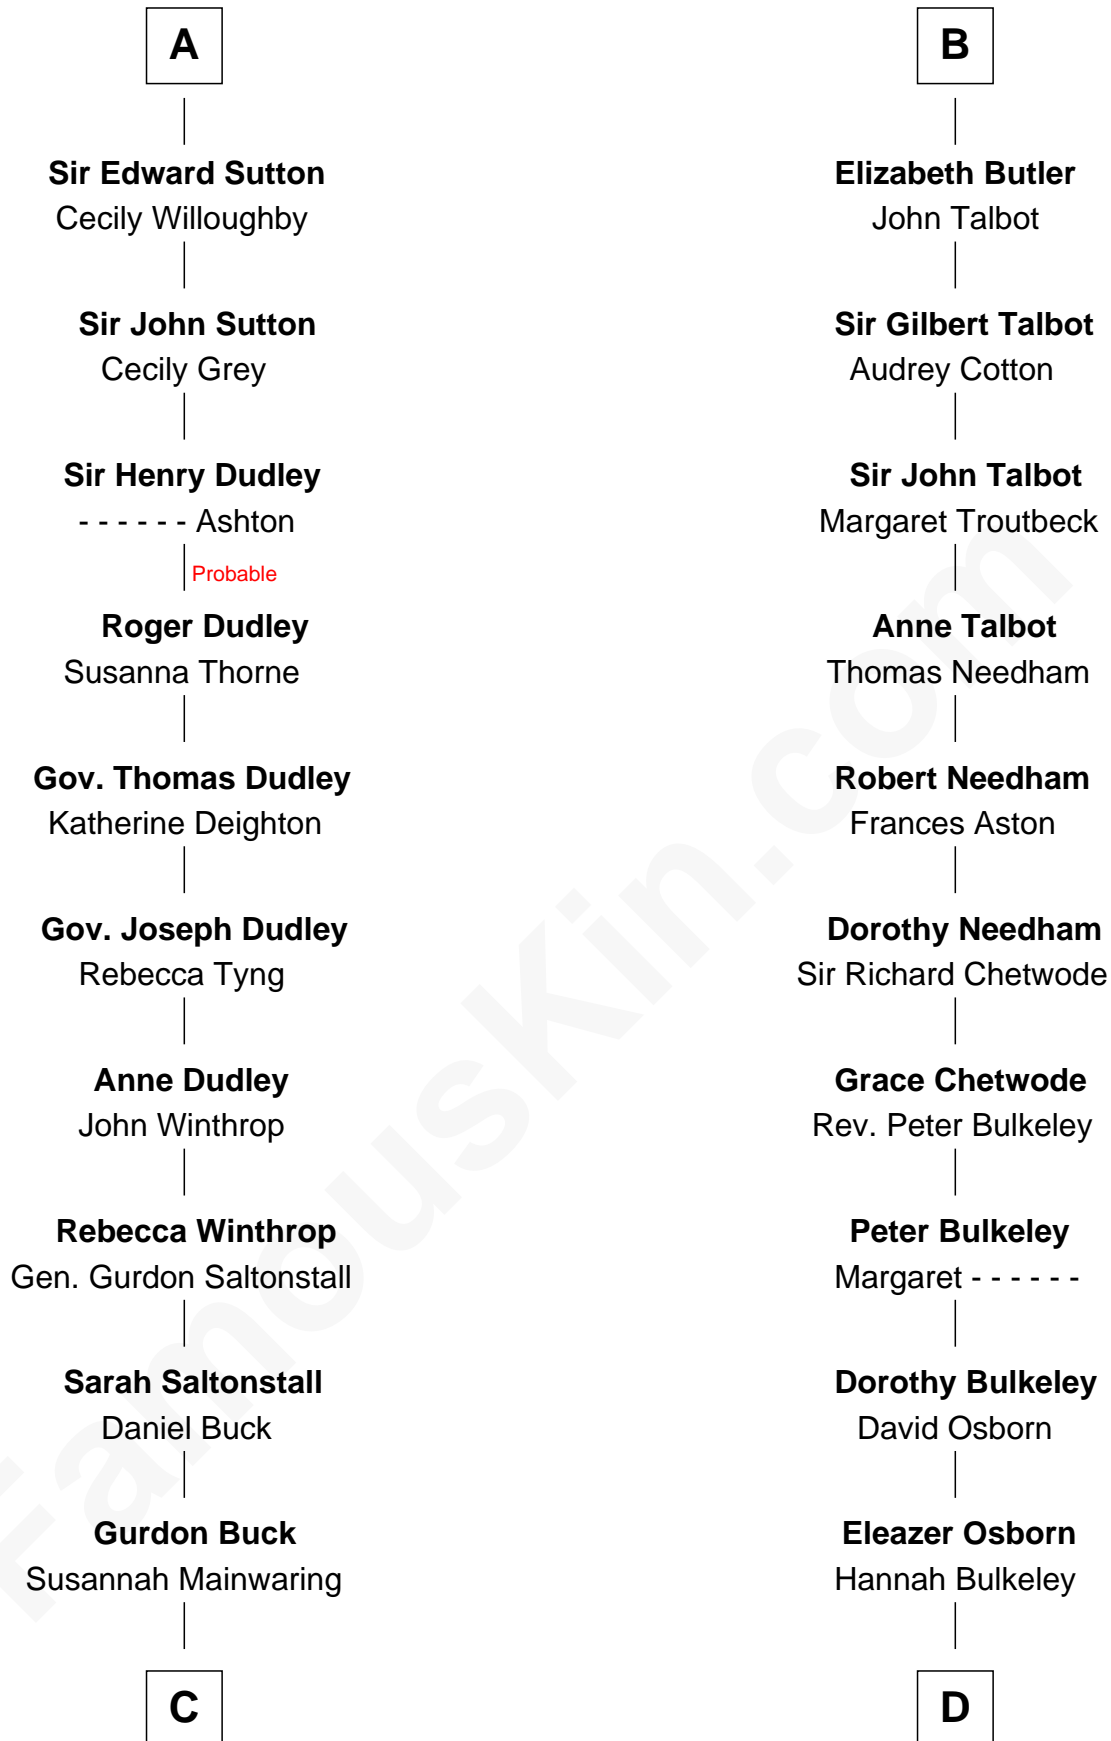 A
Sir Edward Sutton
Cecily Willoughby
Sir John Sutton
Cecily Grey
Sir Henry Dudley
- - - - - - Ashton
Probable
Roger Dudley
Susanna Thorne
Gov. Thomas Dudley
Katherine Deighton
Gov. Joseph Dudley
Rebecca Tyng
Anne Dudley
John Winthrop
Rebecca Winthrop
Gen. Gurdon Saltonstall
Sarah Saltonstall
Daniel Buck
Gurdon Buck
Susannah Mainwaring
C
B
Elizabeth Butler
John Talbot
Sir Gilbert Talbot
Audrey Cotton
Sir John Talbot
Margaret Troutbeck
Anne Talbot
Thomas Needham
Robert Needham
Frances Aston
Dorothy Needham
Sir Richard Chetwode
Grace Chetwode
Rev. Peter Bulkeley
Peter Bulkeley
Margaret - - - - - -
Dorothy Bulkeley
David Osborn
Eleazer Osborn
Hannah Bulkeley
D
FamousKin.com